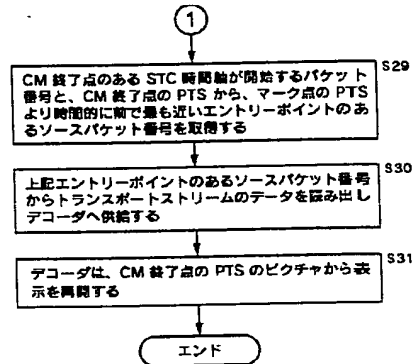 1
S29
CM 終了点のある STC 時間軸が開始するパケット
番号と、CM 終了点の PTS から、マーク点の PTS
より時間的に前で最も近いエントリーポイントのあ
るソースパケット番号を取得する
S30
上記エントリーポイントのあるソースパケット番号
からトランスポートストリームのデータを読み出し
デコーダへ供給する
S31
デコーダは、CM 終了点の PTS のピクチャから表
示を再開する
エンド